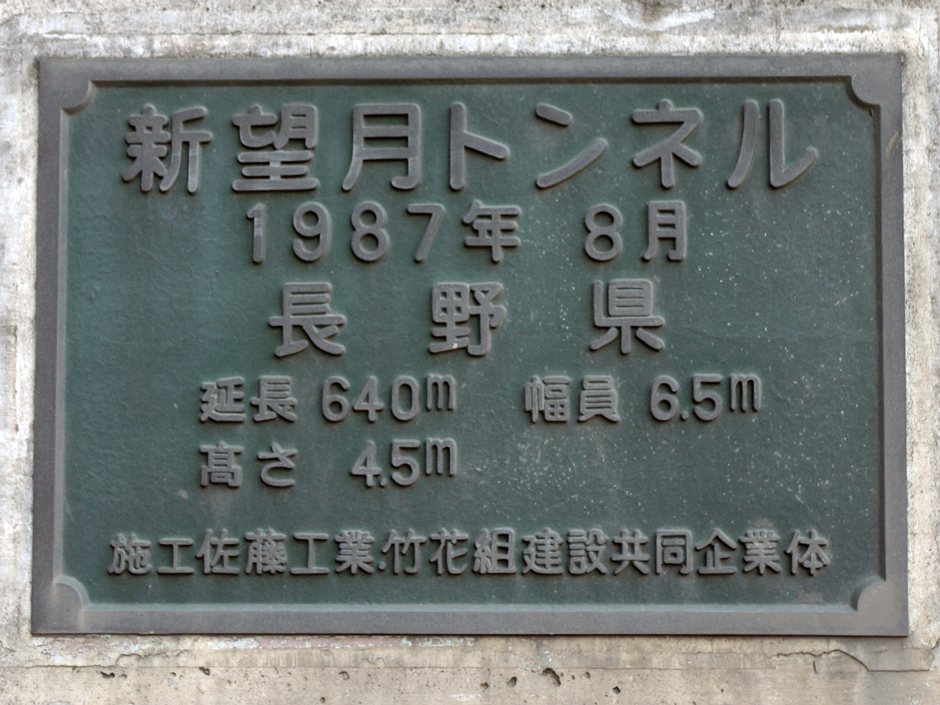 新望月トンネル
1987年 8月
長野県
延長 640m 幅員 6.5m
髙さ 4.5m
施工佐藤工業・竹花組建設共同企業体